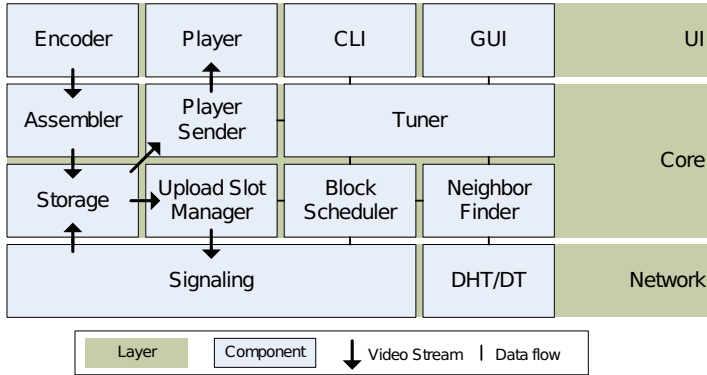 Encoder
Player
CLI
GUI
UI
Assembler
Player
Sender
Tuner
Core
Storage
Upload Slot
Manager
Block
Scheduler
Neighbor
Finder
Signaling
DHT/DT
Network
Layer
Component
Video Stream
Data flow